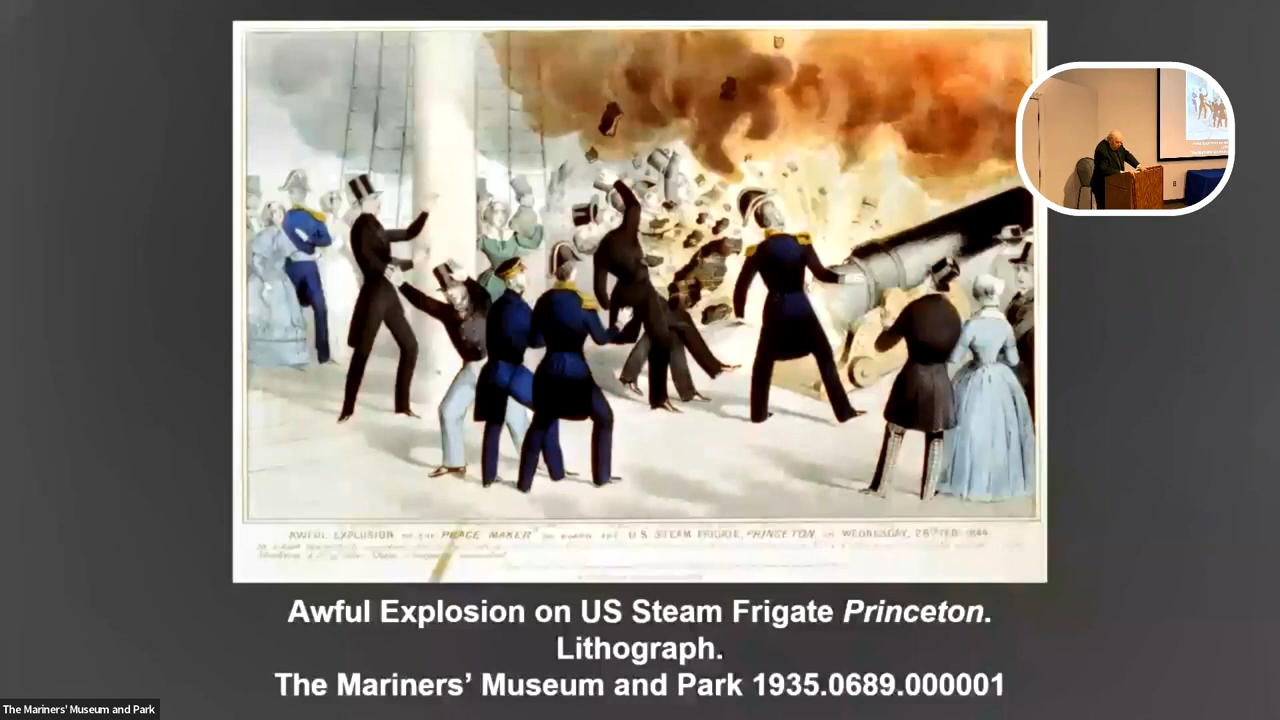 AWFUL EXPLOSION OF THE "PEACE MAKER" ON BOARD THE U.S. STEAM FRIGATE, PRINCETON, ON WEDNESDAY, 28TH FEB. 1844.
Awful Explosion on US Steam Frigate Princeton.
Lithograph.
The Mariners' Museum and Park 1935.0689.000001
The Mariners' Museum and Park